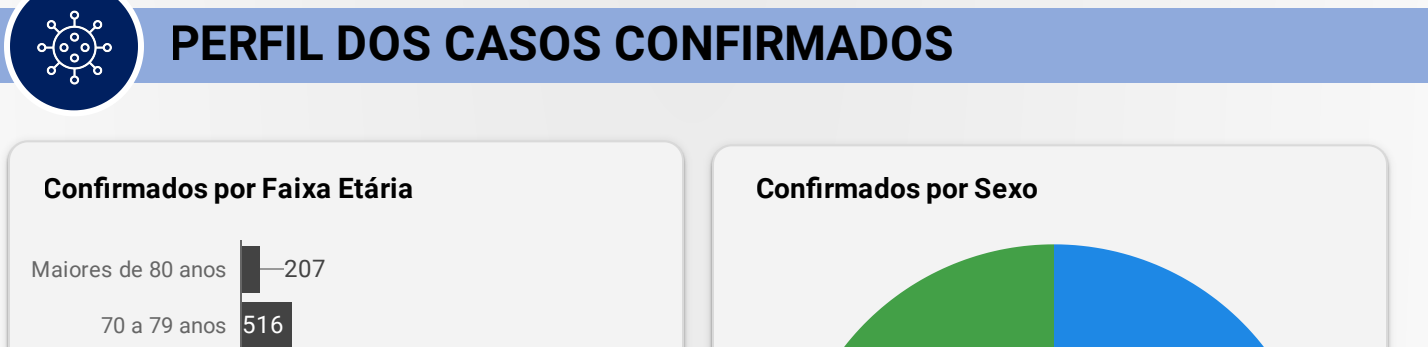 PERFIL DOS CASOS CONFIRMADOS
Confirmados por Faixa Etária
Maiores de 80 anos 207
70 a 79 anos 516
Confirmados por Sexo